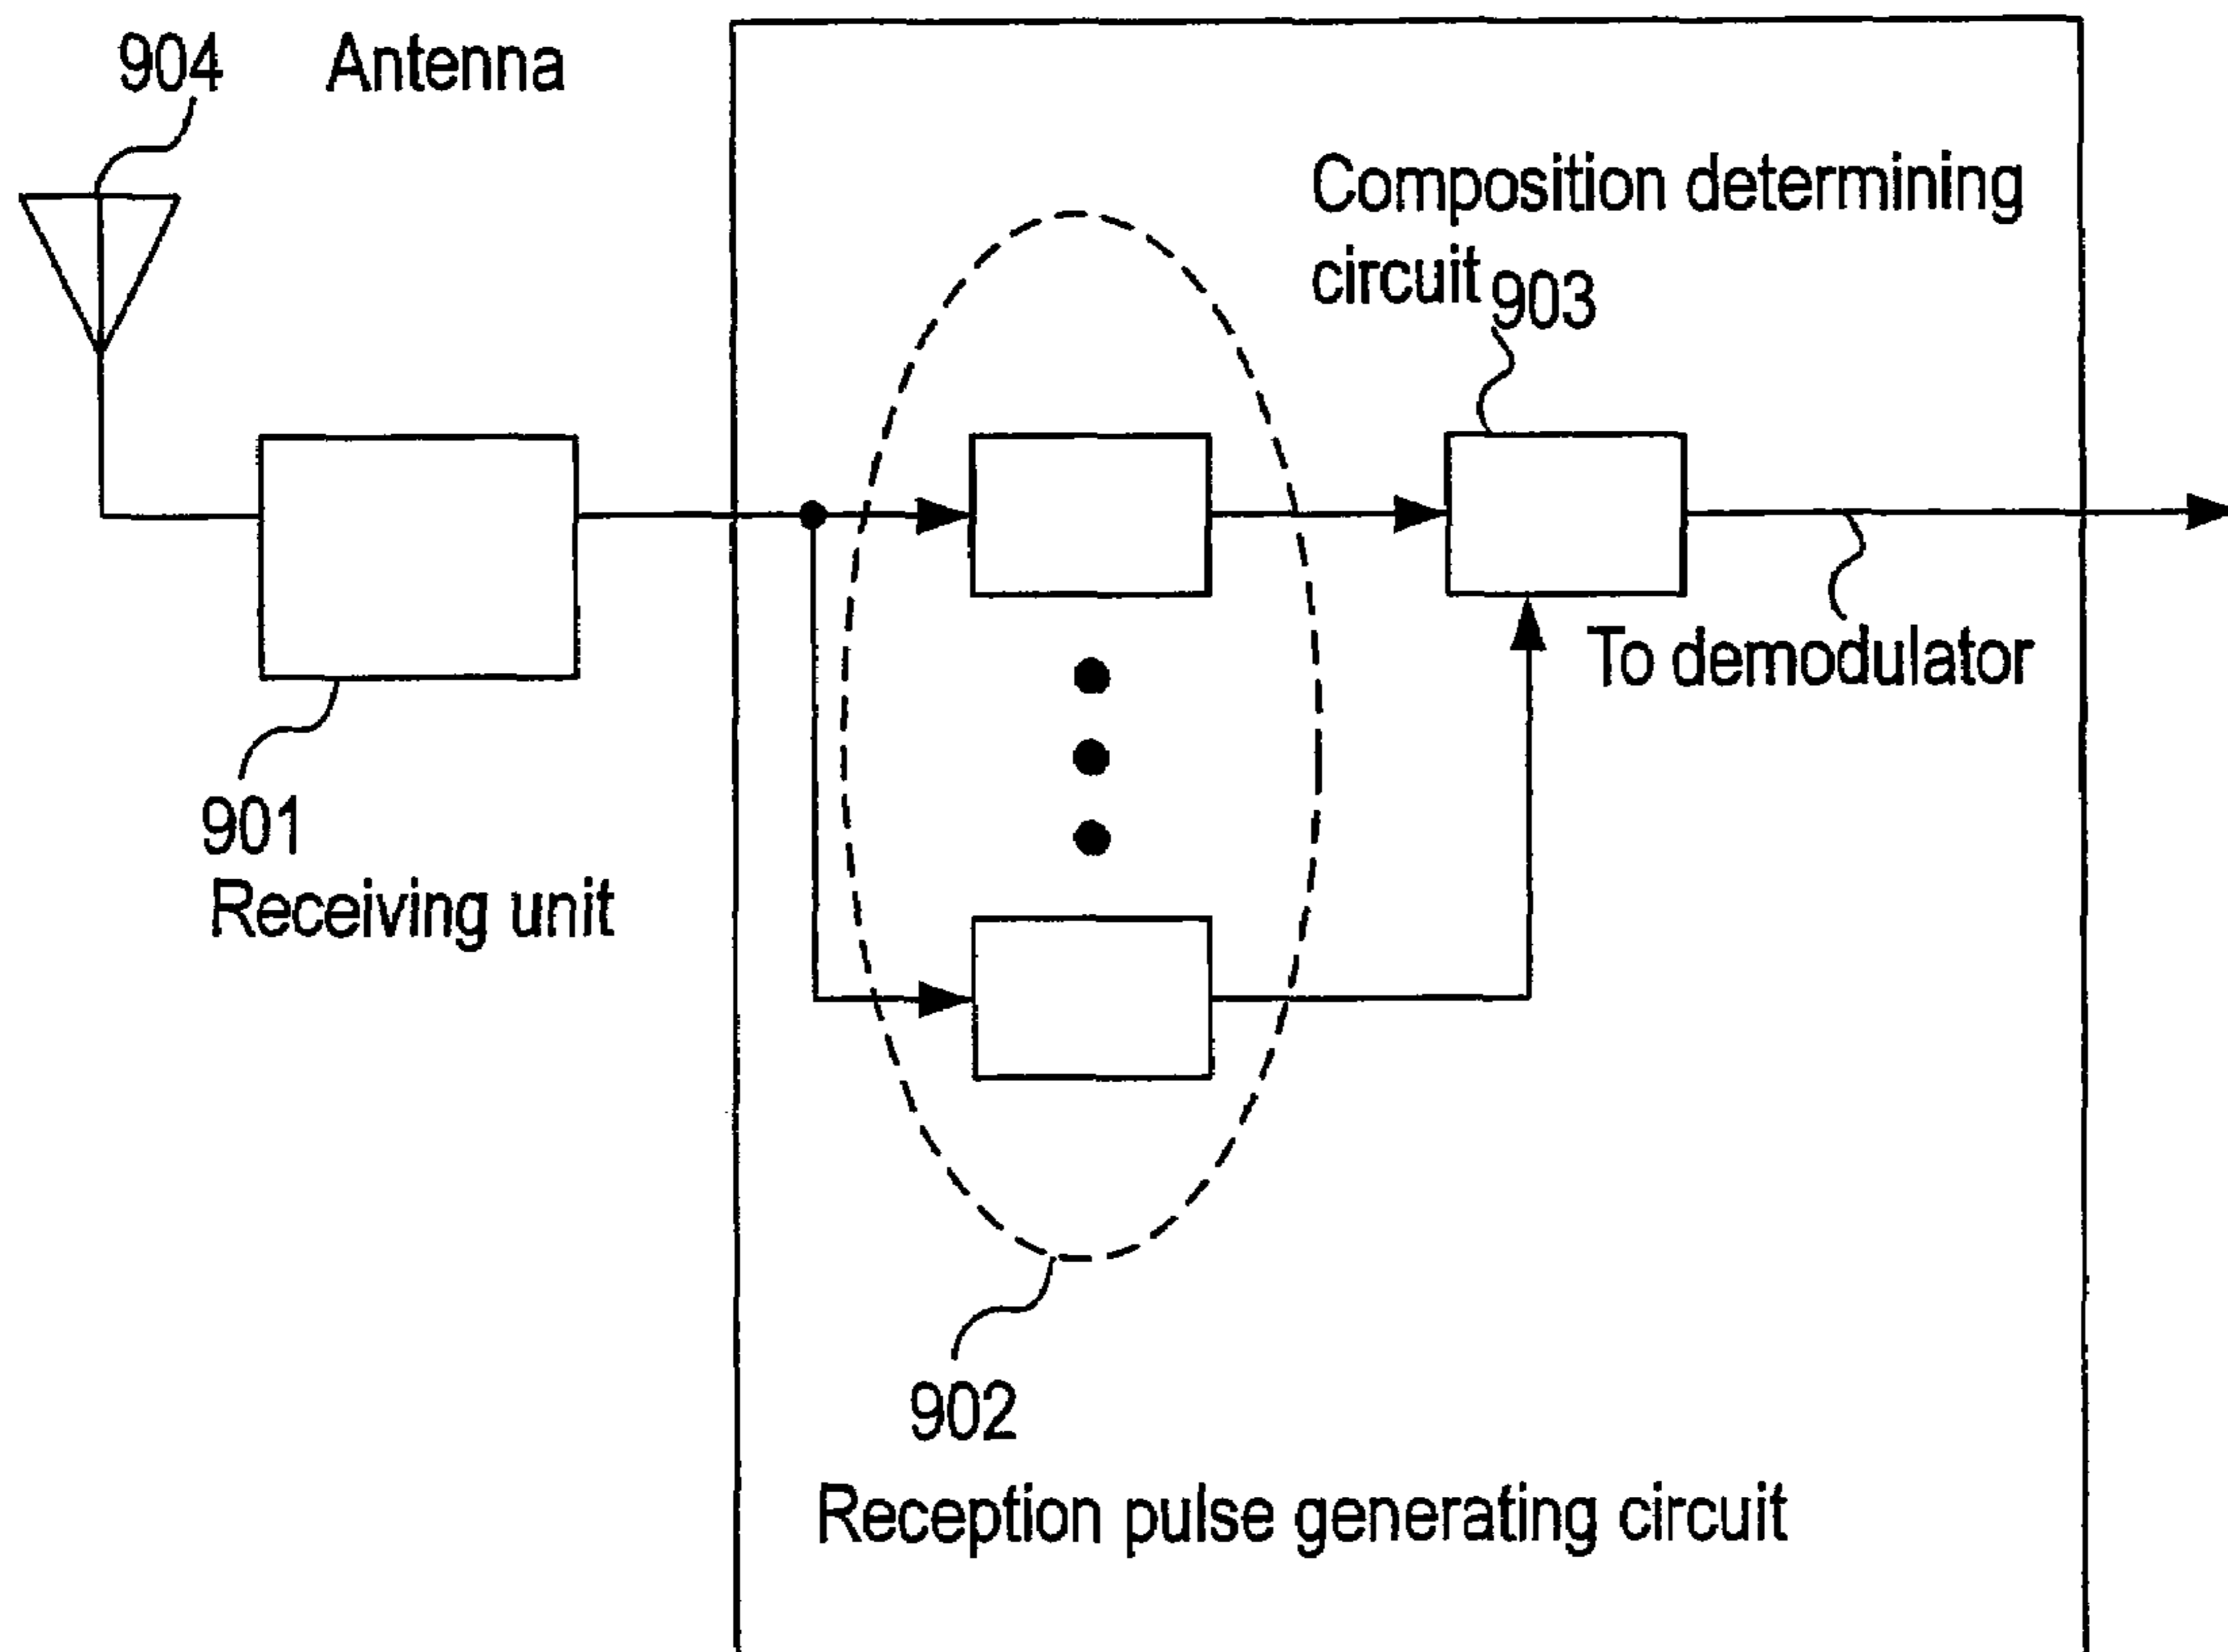 904 Antenna
Composition determining
circuit 903
To demodulator
901
Receiving unit
902
Reception pulse generating circuit